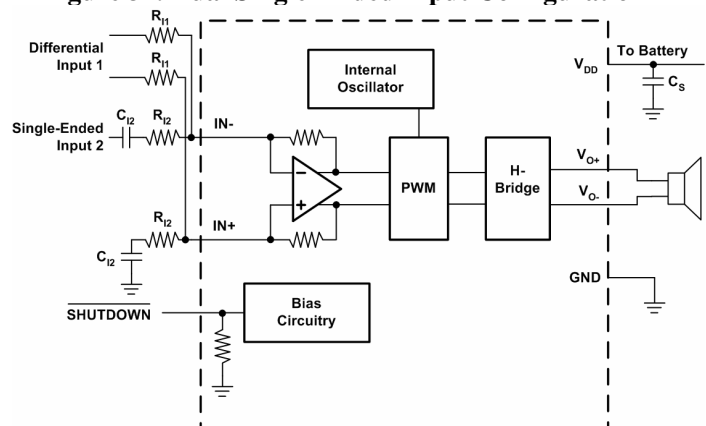 R_I1
Differential
Input 1
R_I1
C_I2
R_I2
Single-Ended
Input 2
IN-
R_I2
IN+
C_I2
SHUTDOWN
Internal
Oscillator
PWM
H-
Bridge
Bias
Circuitry
V_DD
To Battery
C_S
V_O+
V_O-
GND